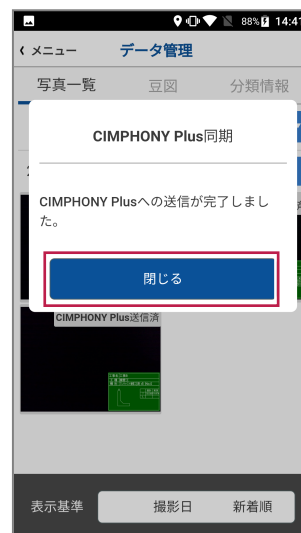 88% 14:41
メニュー データ管理
写真一覧 豆図 分類情報
CIMPHONY Plus同期
CIMPHONY Plusへの送信が完了しまし
た。
閉じる
CIMPHONY Plus送信済
表示基準 撮影日 新着順